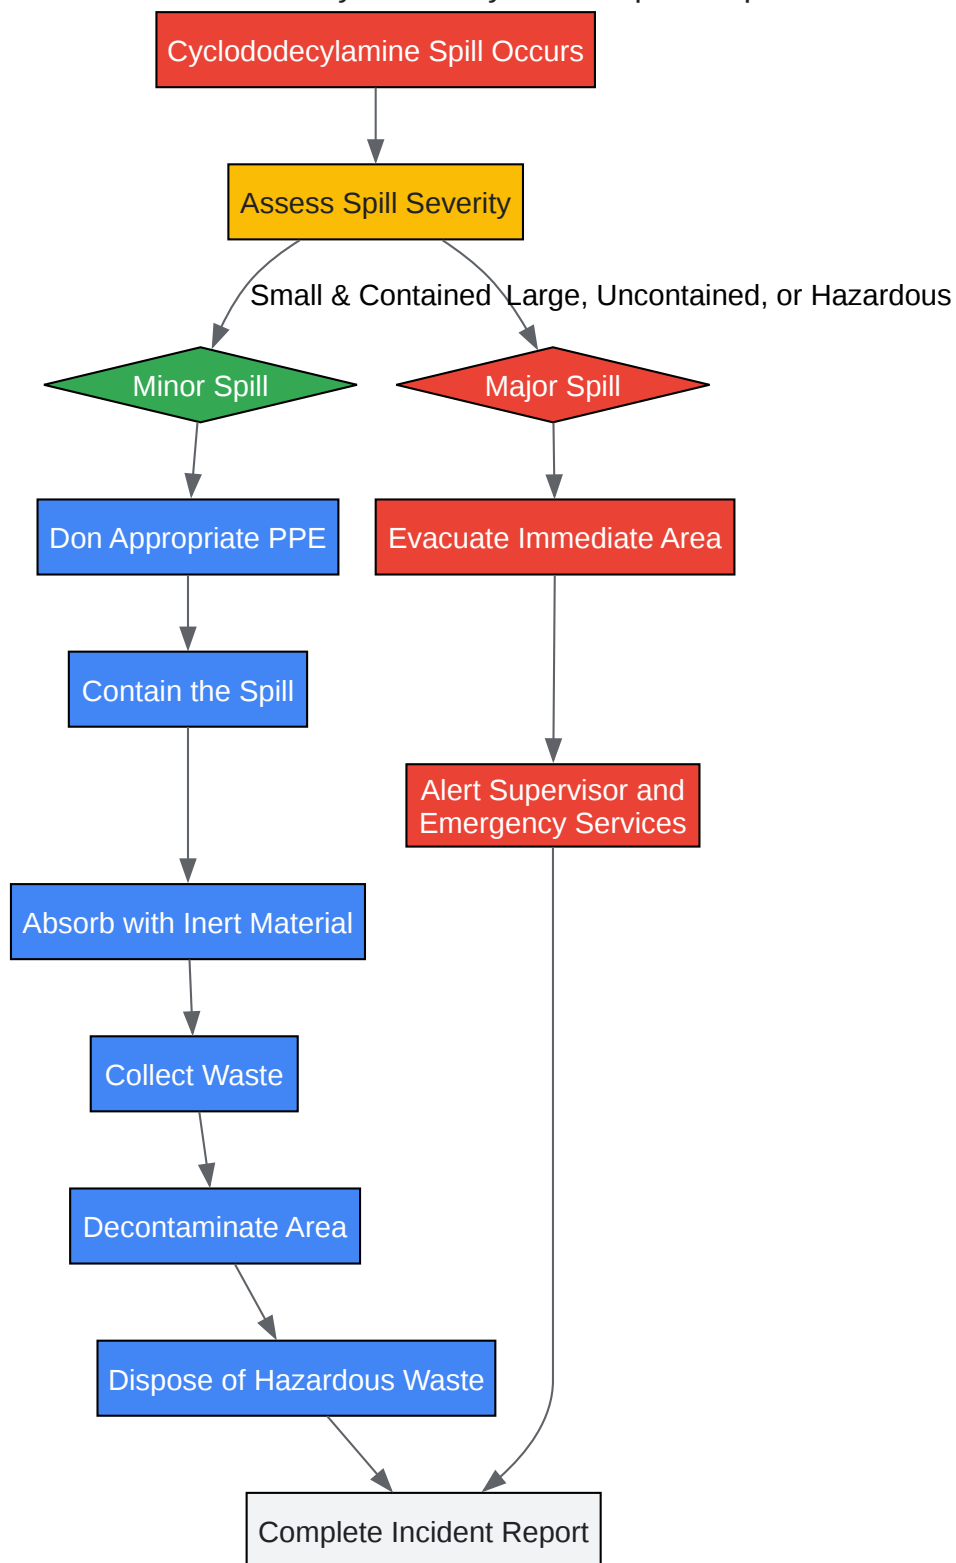 Cyclododecylamine Spill Occurs
Assess Spill Severity
Small & Contained
Large, Uncontained, or Hazardous
Minor Spill
Major Spill
Don Appropriate PPE
Evacuate Immediate Area
Contain the Spill
Alert Supervisor and
Emergency Services
Absorb with Inert Material
Collect Waste
Decontaminate Area
Dispose of Hazardous Waste
Complete Incident Report